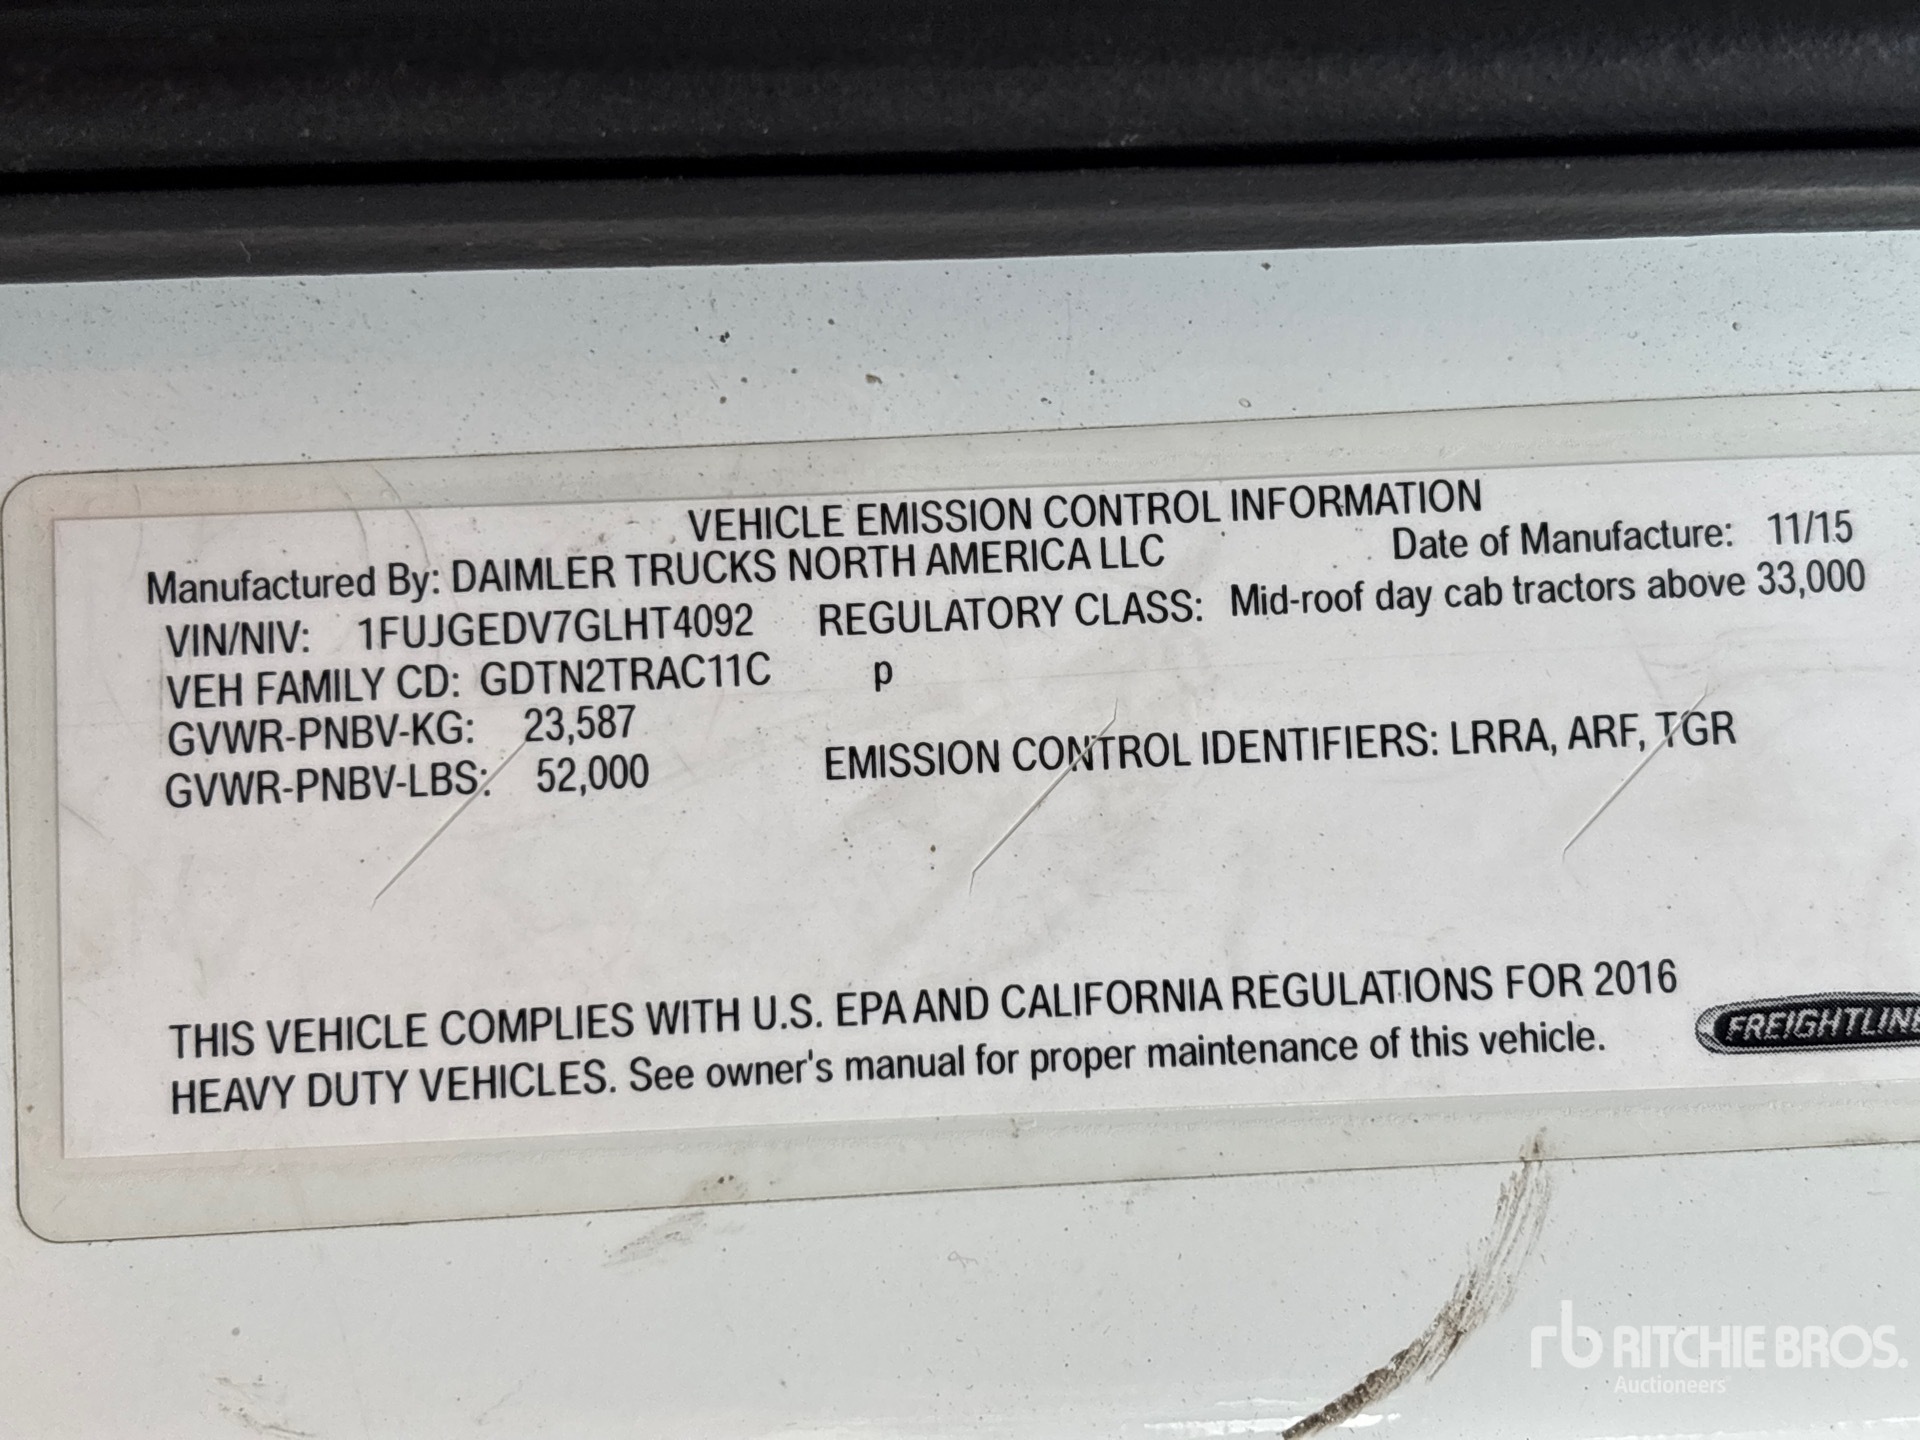 VEHICLE EMISSION CONTROL INFORMATION
Manufactured By: DAIMLER TRUCKS NORTH AMERICA LLC Date of Manufacture: 11/15
VIN/NIV: 1FUJGEDV7GLHT4092 REGULATORY CLASS: Mid-roof day cab tractors above 33,000
VEH FAMILY CD: GDTN2TRAC11C p
GVWR-PNBV-KG: 23,587
GVWR-PNBV-LBS: 52,000 EMISSION CONTROL IDENTIFIERS: LRRA, ARF, TGR
THIS VEHICLE COMPLIES WITH U.S. EPA AND CALIFORNIA REGULATIONS FOR 2016
HEAVY DUTY VEHICLES. See owner's manual for proper maintenance of this vehicle.
FREIGHTLINE
rb RITCHIE BROS.
Auctioneers